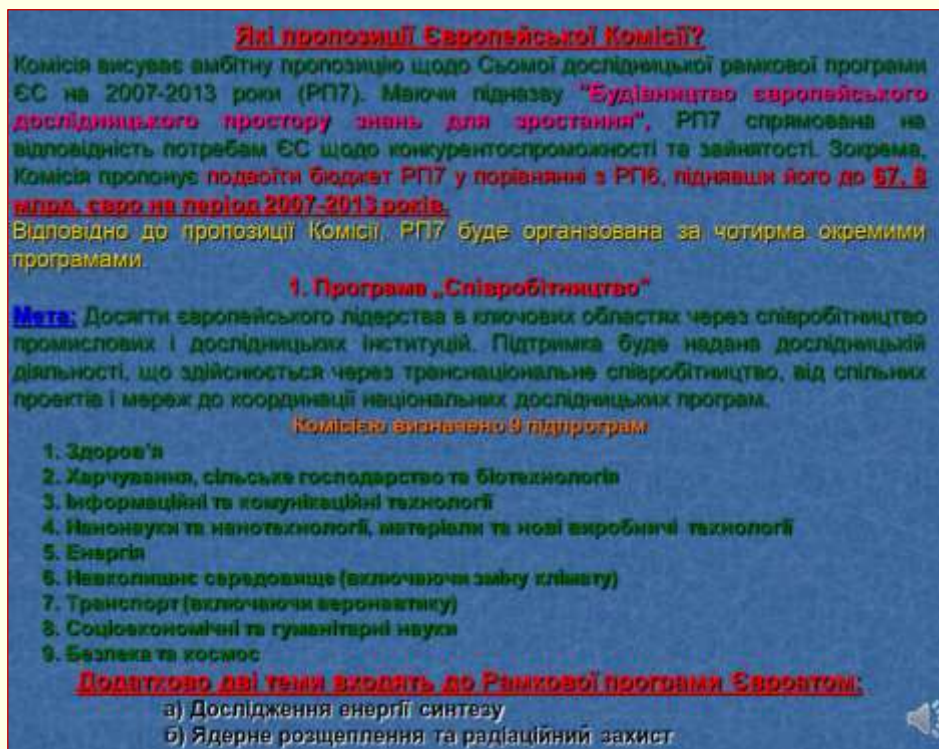 Які пропозиції Європейської Комісії?
Комісія висуває амбітну пропозицію щодо Сьомої дослідницької рамкової програми
ЄС на 2007-2013 роки (РП7). Маючи підназву "Будівництво європейського
дослідницького простору знань для зростання", РП7 спрямована на
відповідність потребам ЄС щодо конкурентоспроможності та зайнятості. Зокрема,
Комісія пропонує подвоїти бюджет РП7 у порівнянні з РП6, піднявши його до 67, 8
млрд. євро на період 2007-2013 років.
Відповідно до пропозиції Комісії, РП7 буде організована за чотирма окремими
програмами.
1. Програма „Співробітництво"
Мета: Досягти європейського лідерства в ключових областях через співробітництво
промислових і дослідницьких інституцій. Підтримка буде надана дослідницькій
діяльності, що здійснюється через транснаціональне співробітництво, від спільних
проектів і мереж до координації національних дослідницьких програм.
Комісією визначено 9 підпрограм
1. Здоров'я
2. Харчування, сільське господарство та біотехнологія
3. Інформаційні та комунікаційні технології
4. Нанонауки та нанотехнології, матеріали та нові виробничі технології
5. Енергія
6. Навколишнє середовище (включаючи зміну клімату)
7. Транспорт (включаючи аеронавтику)
8. Соціоекономічні та гуманітарні науки
9. Безпека та космос
Додатково дві теми входять до Рамкової програми Євроатом:
а) Дослідження енергії синтезу
б) Ядерне розщеплення та радіаційний захист